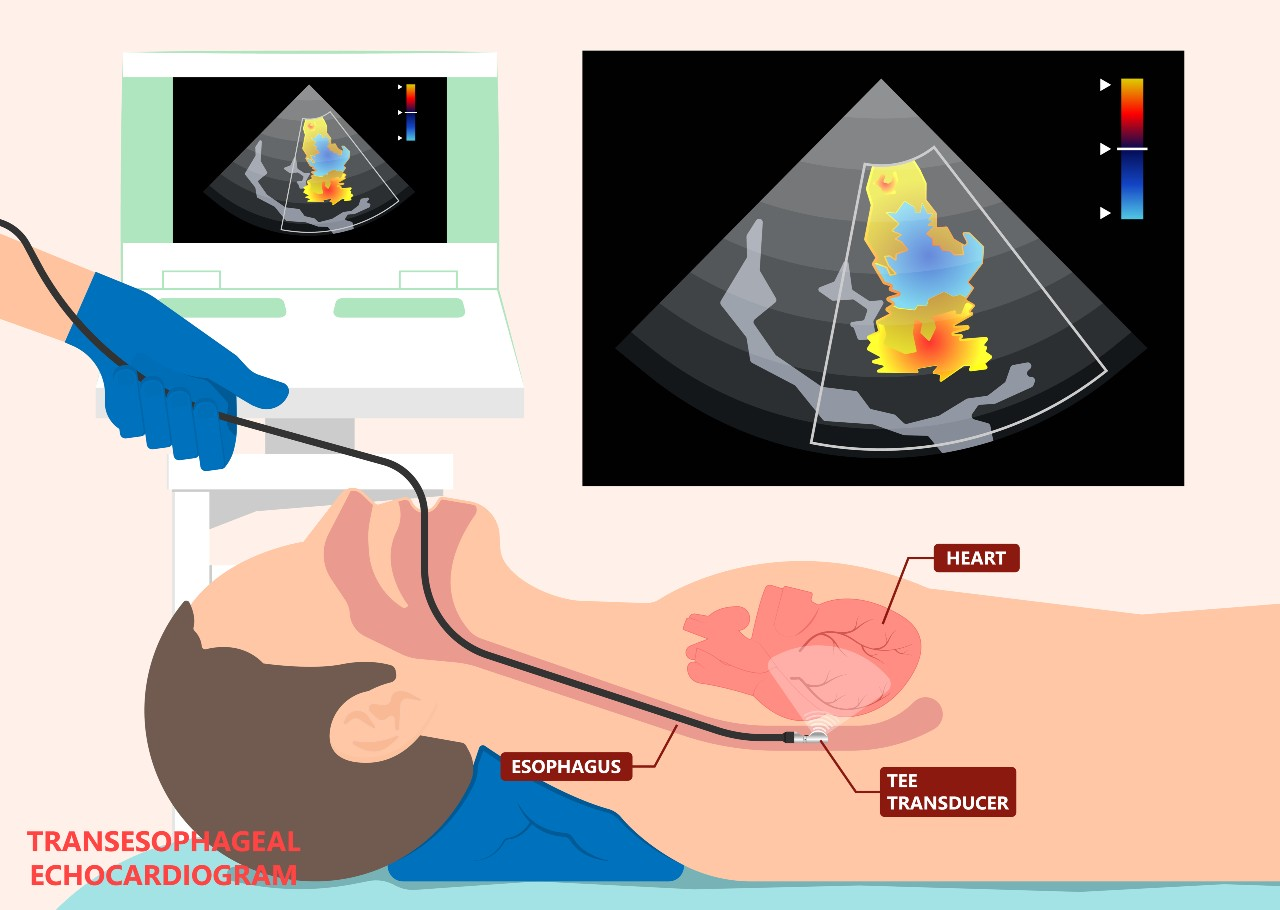 HEART
ESOPHAGUS
TEE
TRANSDUCER
TRANSESOPHAGEAL
ECHOCARDIOGRAM